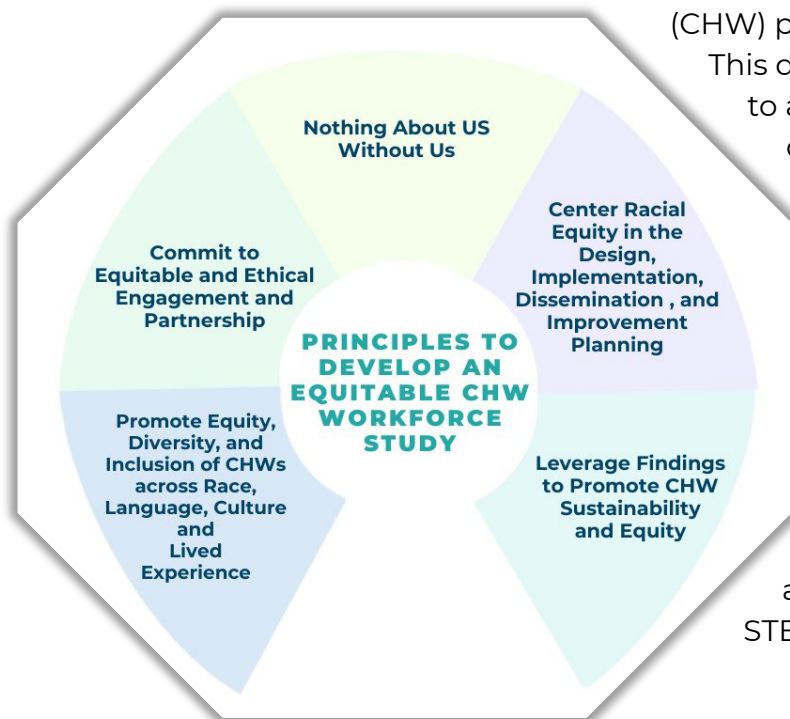 (CHW) p
This d
to a
Nothing About US
Without Us
Center Racial
Equity in the
Design,
Implementation,
Dissemination , and
Improvement
Planning
Commit to
Equitable and Ethical
Engagement and
Partnership
PRINCIPLES TO
DEVELOP AN
EQUITABLE CHW
WORKFORCE
STUDY
Promote Equity,
Diversity, and
Inclusion of CHWs
across Race,
Language, Culture
and
Lived
Experience
Leverage Findings
to Promote CHW
Sustainability
and Equity
a
STE